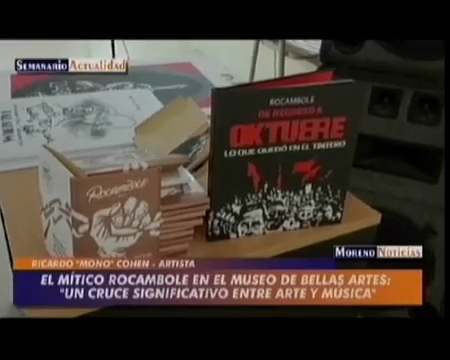 SEMANARIO ACTUALIDAD
ROCAMBOLE
DE REGRESO A
OKTUBRE
LO QUE QUEDÓ EN EL TINTERO
ROCAMBOLE
MORENO NOTICIAS
RICARDO "MONO" COHEN - ARTISTA
EL MÍTICO ROCAMBOLE EN EL MUSEO DE BELLAS ARTES:
"UN CRUCE SIGNIFICATIVO ENTRE ARTE Y MÚSICA"